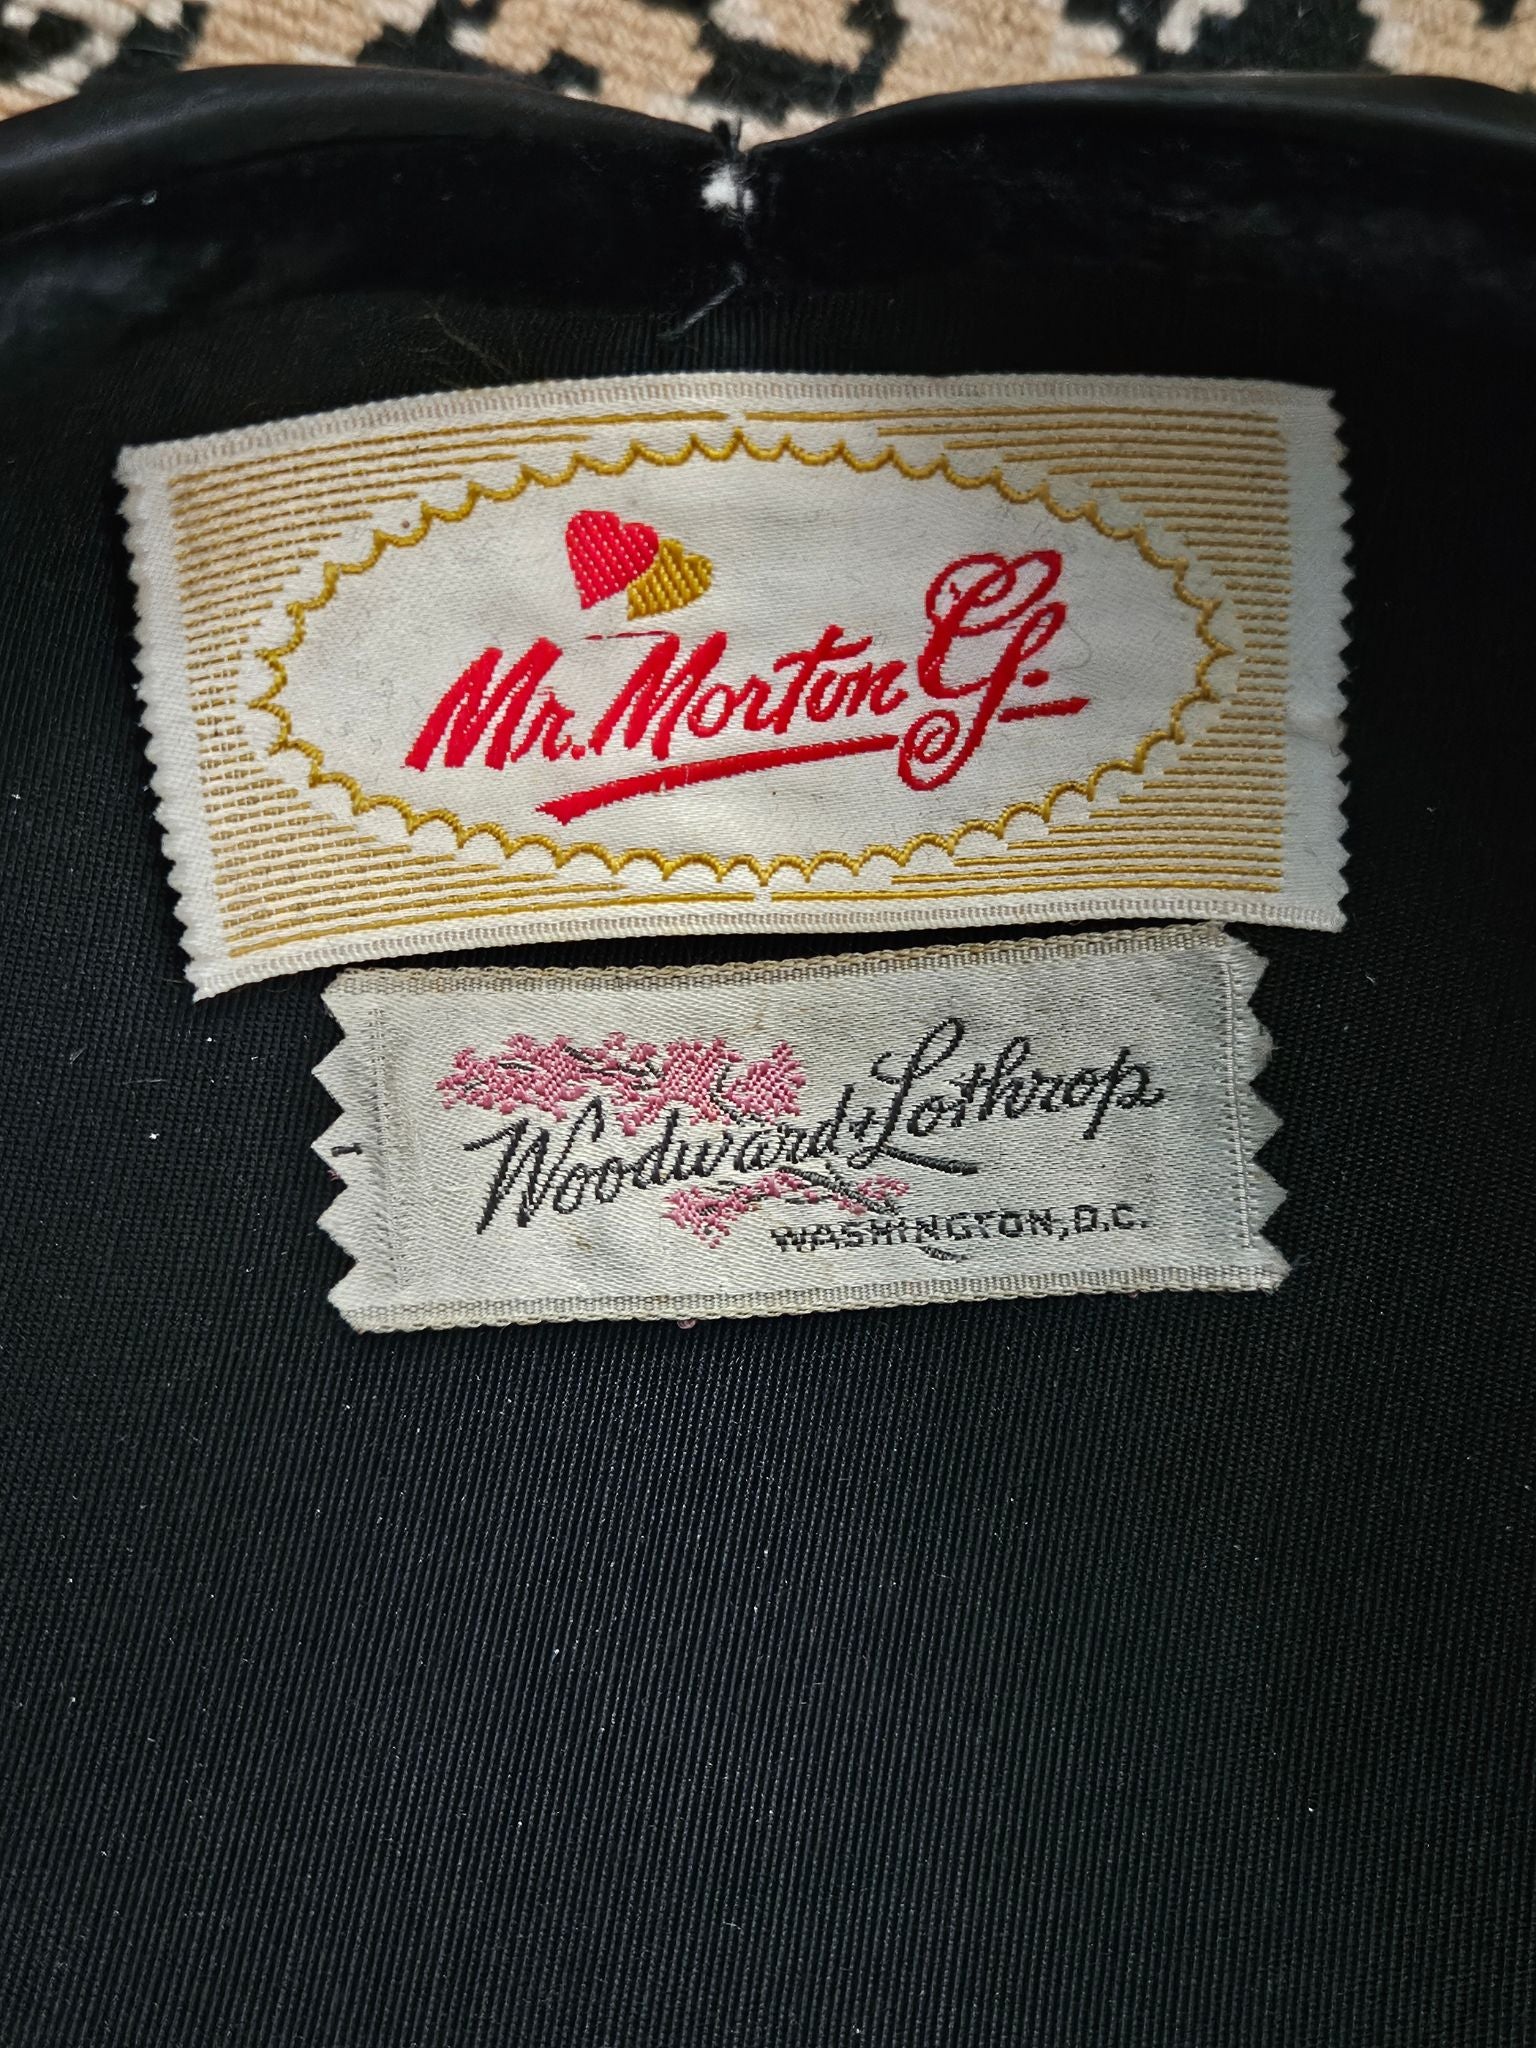 Mr. Morton G.
Woodward & Lothrop
WASHINGTON, D.C.